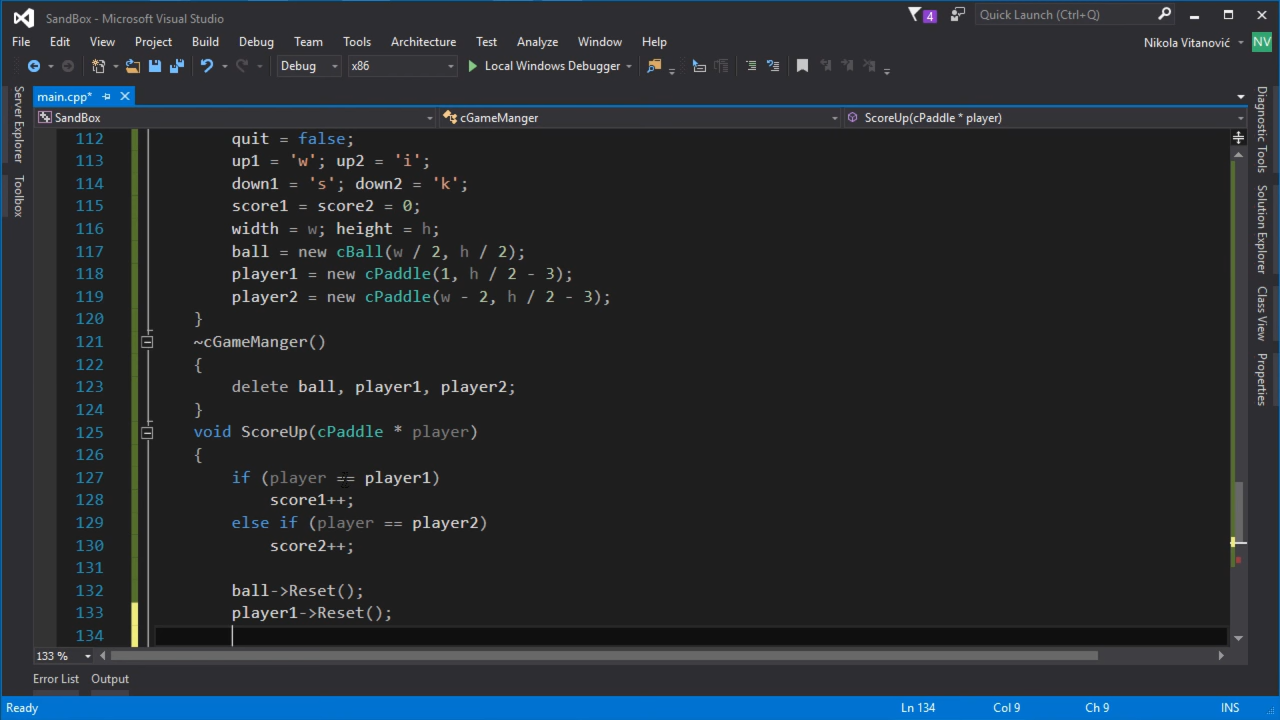 SandBox - Microsoft Visual Studio
4
Quick Launch (Ctrl+Q)
File Edit View Project Build Debug Team Tools Architecture Test Analyze Window Help
Nikola Vitanović NV
Debug x86 Local Windows Debugger
Server Explorer
Toolbox
main.cpp*
SandBox cGameManger ScoreUp(cPaddle * player)
112 quit = false;
113 up1 = 'w'; up2 = 'i';
114 down1 = 's'; down2 = 'k';
115 score1 = score2 = 0;
116 width = w; height = h;
117 ball = new cBall(w / 2, h / 2);
118 player1 = new cPaddle(1, h / 2 - 3);
119 player2 = new cPaddle(w - 2, h / 2 - 3);
120 }
121 ~cGameManger()
122 {
123 delete ball, player1, player2;
124 }
125 void ScoreUp(cPaddle * player)
126 {
127 if (player == player1)
128 score1++;
129 else if (player == player2)
130 score2++;
131
132 ball->Reset();
133 player1->Reset();
134
Diagnostic Tools
Solution Explorer
Class View
Properties
133 %
Error List Output
Ready Ln 134 Col 9 Ch 9 INS